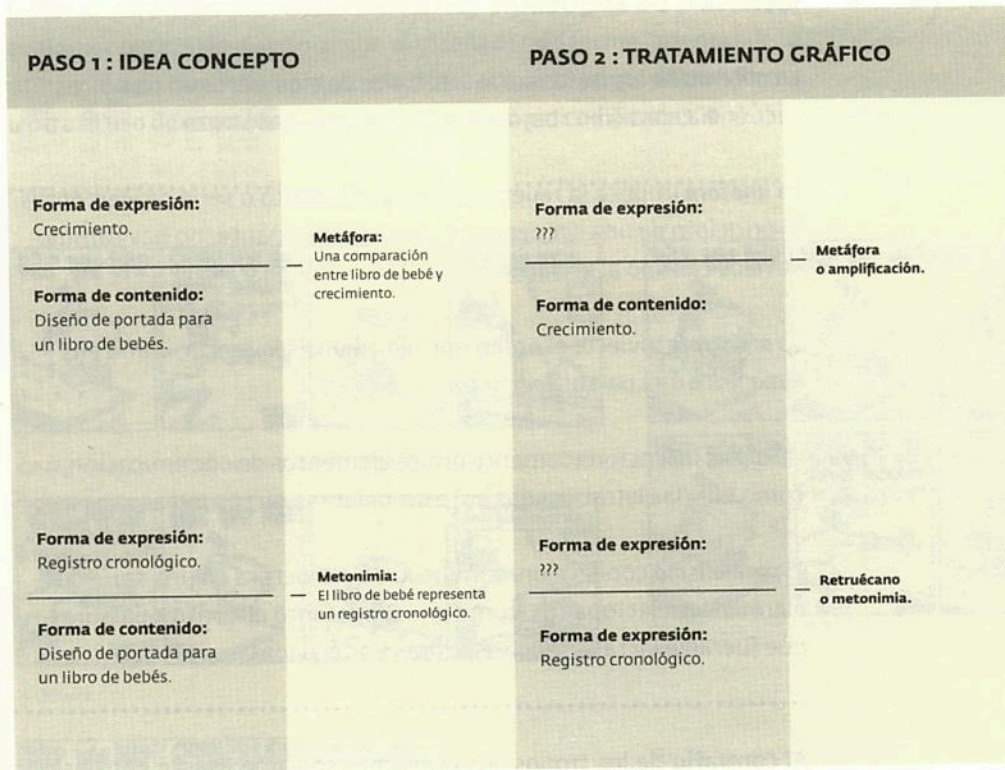 PASO 1 : IDEA CONCEPTO
PASO 2 : TRATAMIENTO GRÁFICO
Forma de expresión:
Crecimiento.
Forma de contenido:
Diseño de portada para
un libro de bebés.
Metáfora:
Una comparación
entre libro de bebé y
crecimiento.
Forma de expresión:
???
Forma de contenido:
Crecimiento.
Metáfora
o amplificación.
Forma de expresión:
Registro cronológico.
Forma de contenido:
Diseño de portada para
un libro de bebés.
Metonimia:
El libro de bebé representa
un registro cronológico.
Forma de expresión:
???
Forma de expresión:
Registro cronológico.
Retruécano
o metonimia.